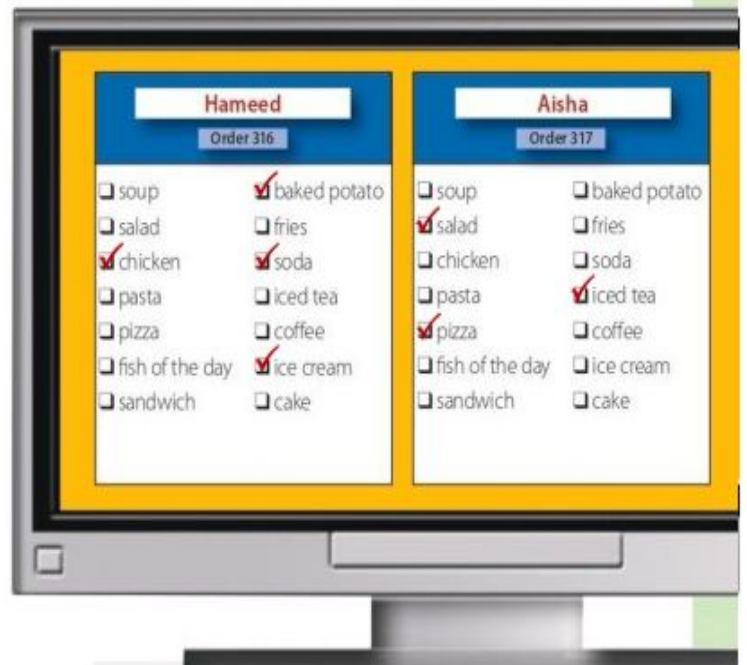 Hameed
Order 316
soup
salad
chicken
pasta
pizza
fish of the day
sandwich
baked potato
fries
soda
iced tea
coffee
ice cream
cake
Aisha
Order 317
soup
salad
chicken
pasta
pizza
fish of the day
sandwich
baked potato
fries
soda
iced tea
coffee
ice cream
cake